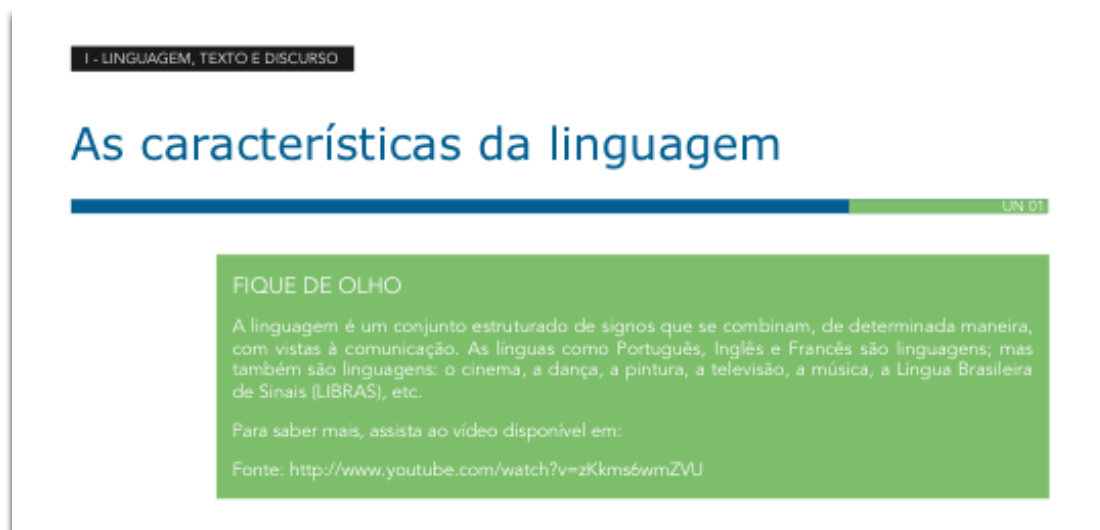 I - LINGUAGEM, TEXTO E DISCURSO
As características da linguagem
UN 01
FIQUE DE OLHO
A linguagem é um conjunto estruturado de signos que se combinam, de determinada maneira,
com vistas à comunicação. As línguas como Português, Inglês e Francês são linguagens; mas
também são linguagens: o cinema, a dança, a pintura, a televisão, a música, a Língua Brasileira
de Sinais (LIBRAS), etc.
Para saber mais, assista ao vídeo disponível em:
Fonte: http://www.youtube.com/watch?v=zKkms6wmZVU